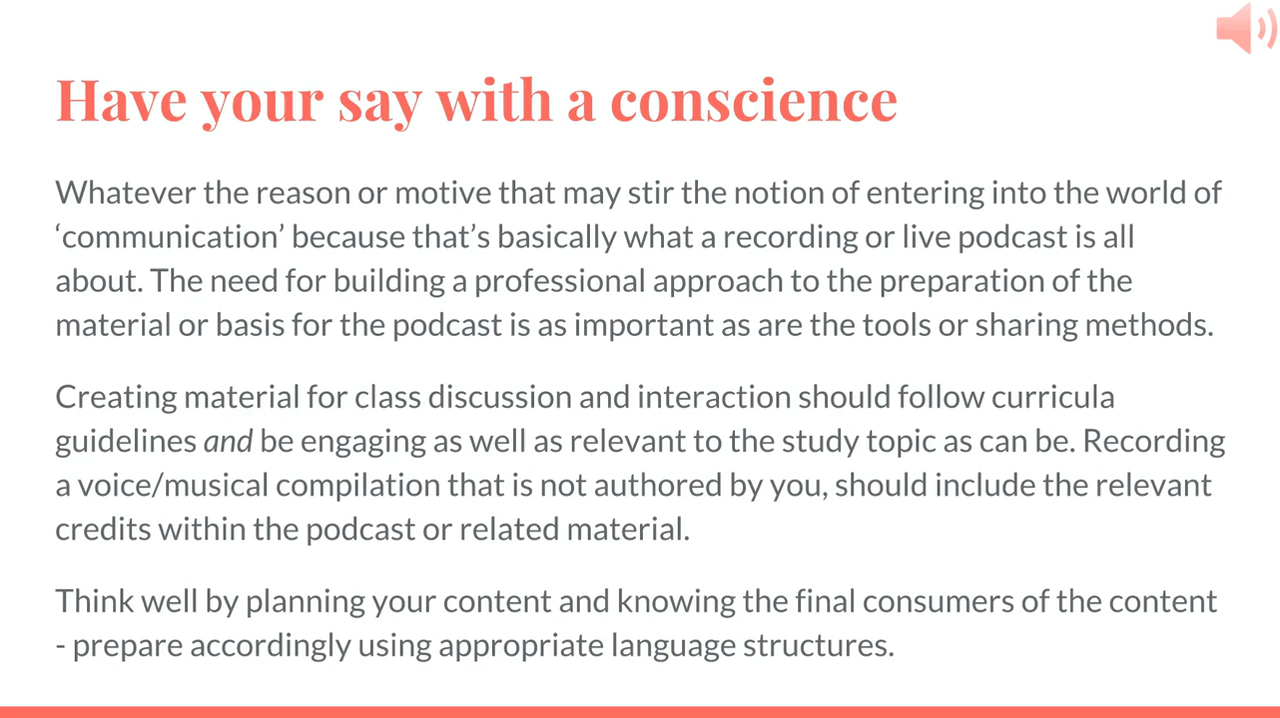 Have your say with a conscience
Whatever the reason or motive that may stir the notion of entering into the world of
‘communication’ because that’s basically what a recording or live podcast is all
about. The need for building a professional approach to the preparation of the
material or basis for the podcast is as important as are the tools or sharing methods.
Creating material for class discussion and interaction should follow curricula
guidelines and be engaging as well as relevant to the study topic as can be. Recording
a voice/musical compilation that is not authored by you, should include the relevant
credits within the podcast or related material.
Think well by planning your content and knowing the final consumers of the content
- prepare accordingly using appropriate language structures.